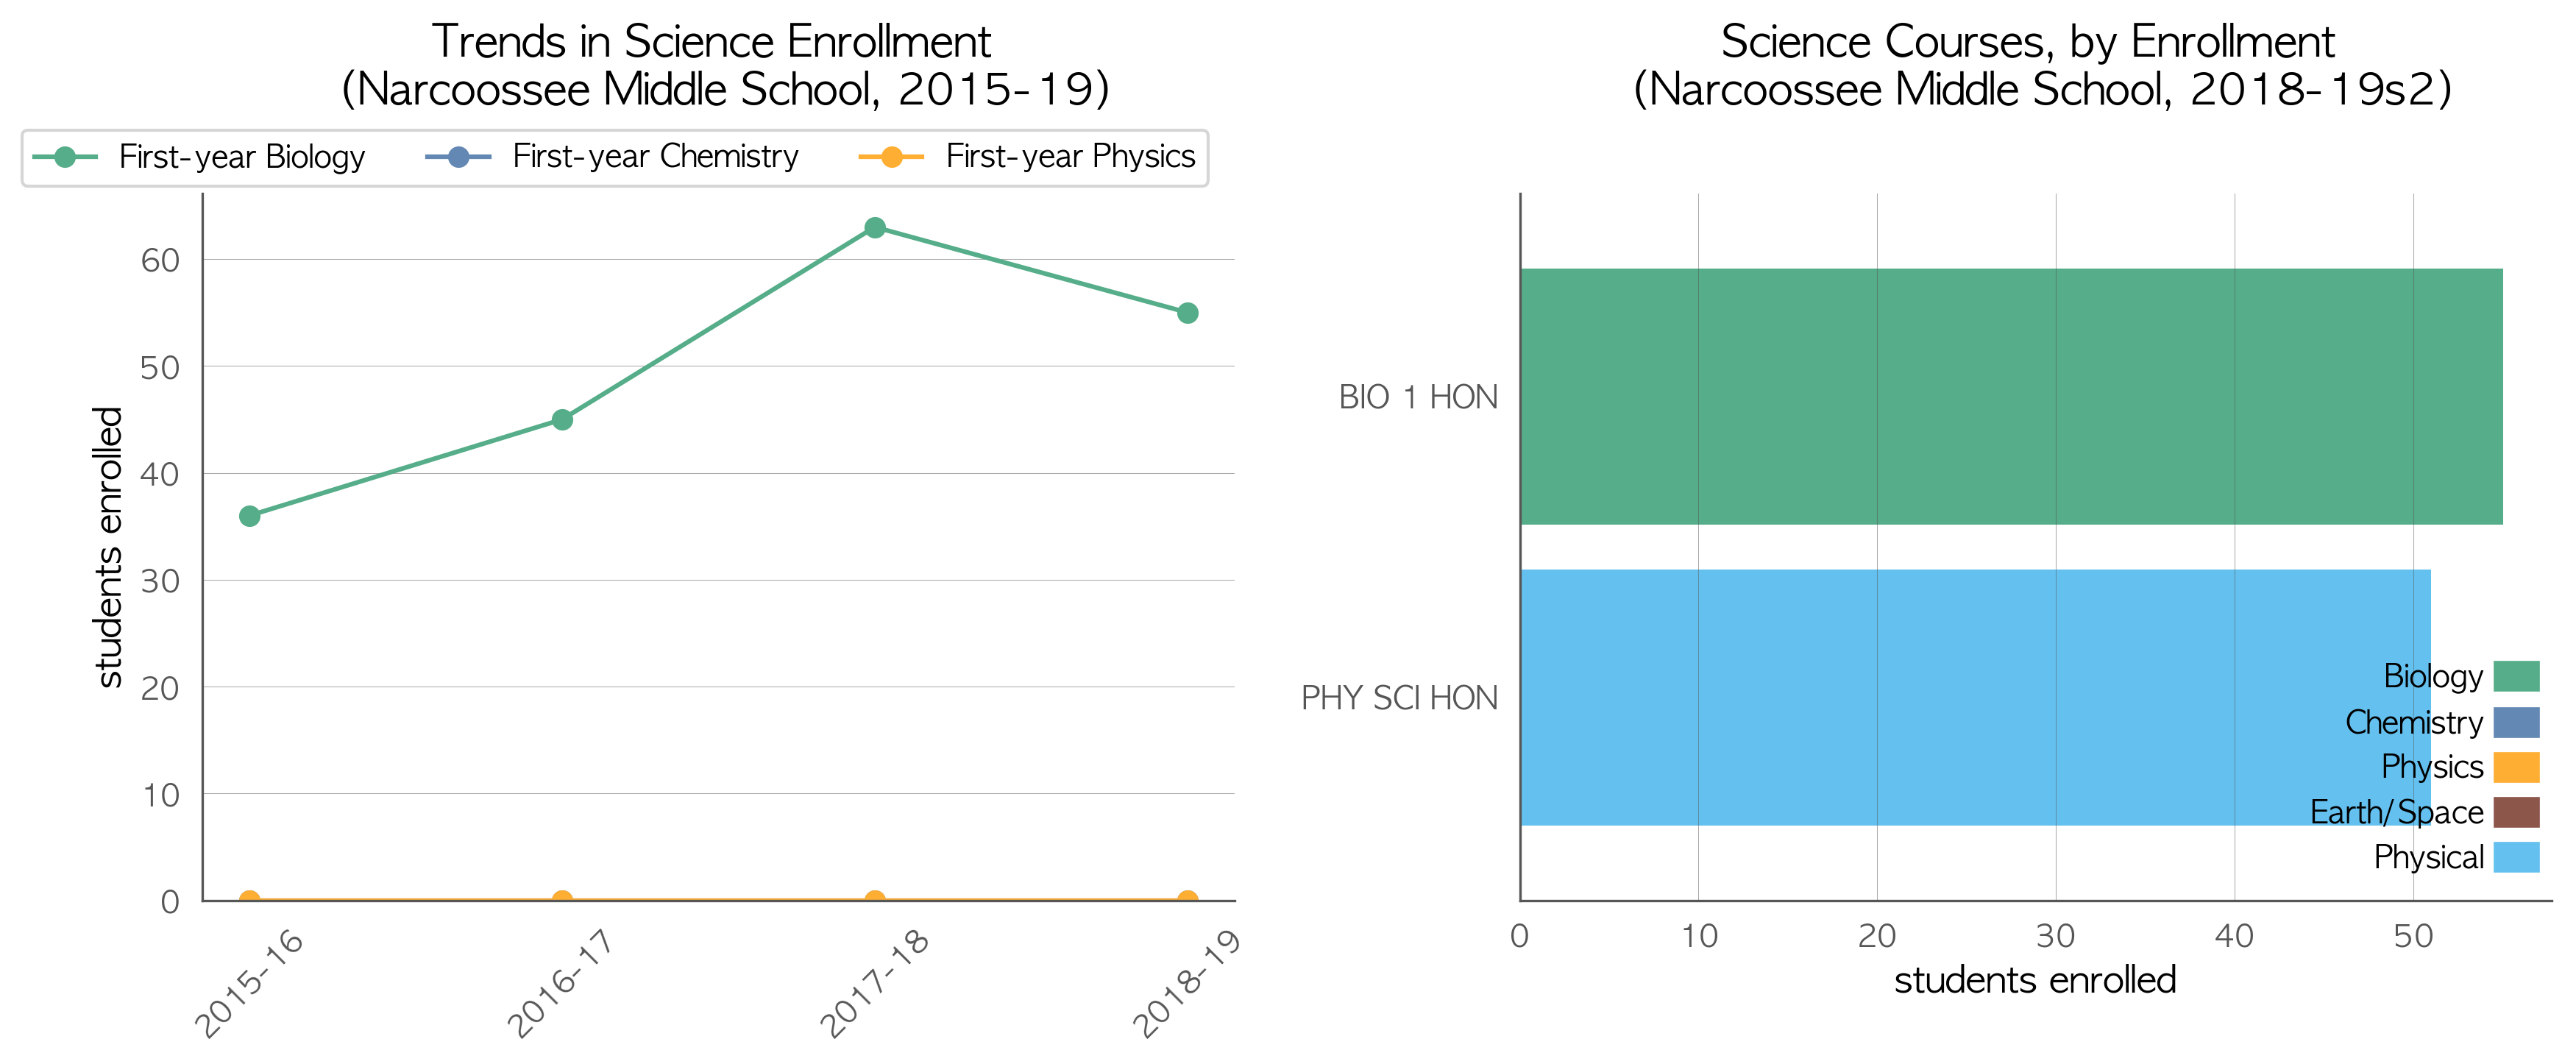 Trends in Science Enrollment
(Narcoossee Middle School, 2015-19)
First-year Biology
First-year Chemistry
First-year Physics
students enrolled
60
50
40
30
20
10
0
2015-16
2016-17
2017-18
2018-19
Science Courses, by Enrollment
(Narcoossee Middle School, 2018-19s2)
BIO 1 HON
PHY SCI HON
Biology
Chemistry
Physics
Earth/Space
Physical
0
10
20
30
40
50
students enrolled